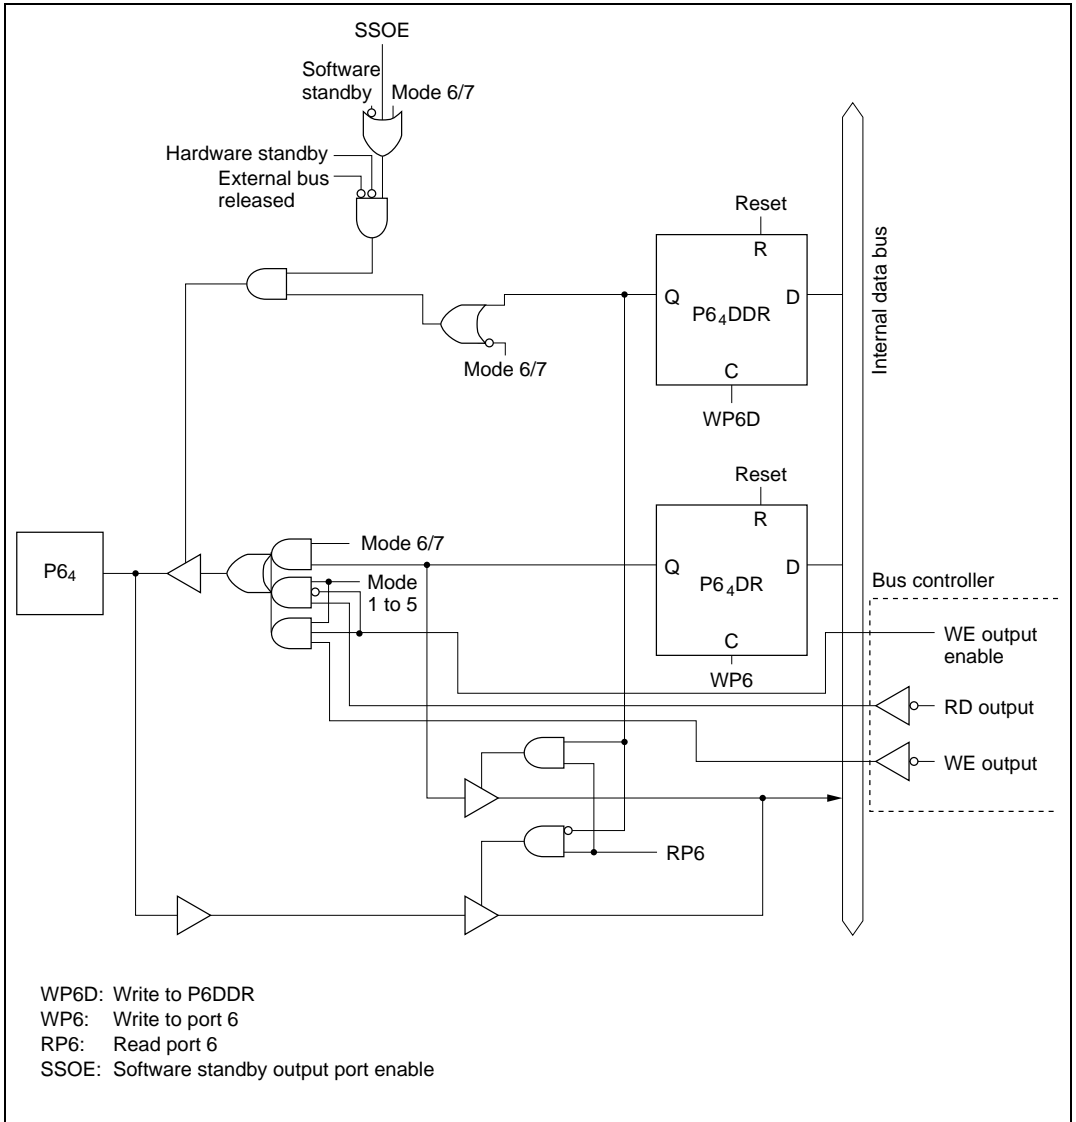 SSOE
Software
standby
Mode 6/7
Hardware standby
External bus
released
Reset
R
Q
P6₄DDR
D
C
WP6D
Mode 6/7
Internal data bus
Reset
R
Q
P6₄DR
D
C
WP6
P6₄
Mode 6/7
Mode
1 to 5
Bus controller
WE output
enable
RD output
WE output
RP6
WP6D: Write to P6DDR
WP6: Write to port 6
RP6: Read port 6
SSOE: Software standby output port enable